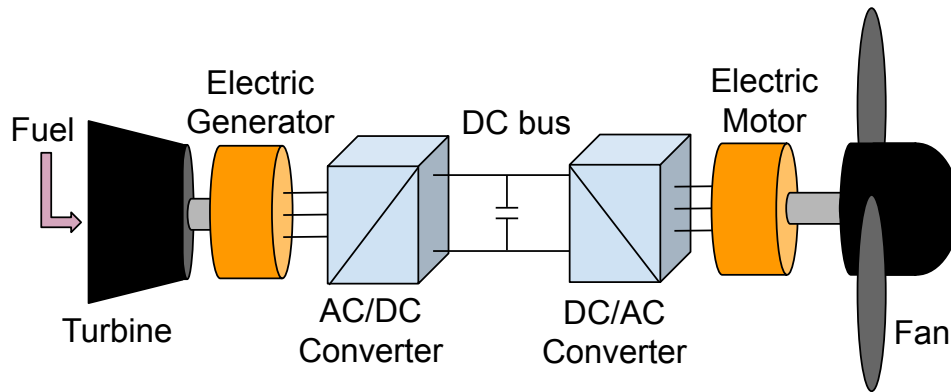 Fuel
Electric
Generator
DC bus
Electric
Motor
Turbine
AC/DC
Converter
DC/AC
Converter
Fan